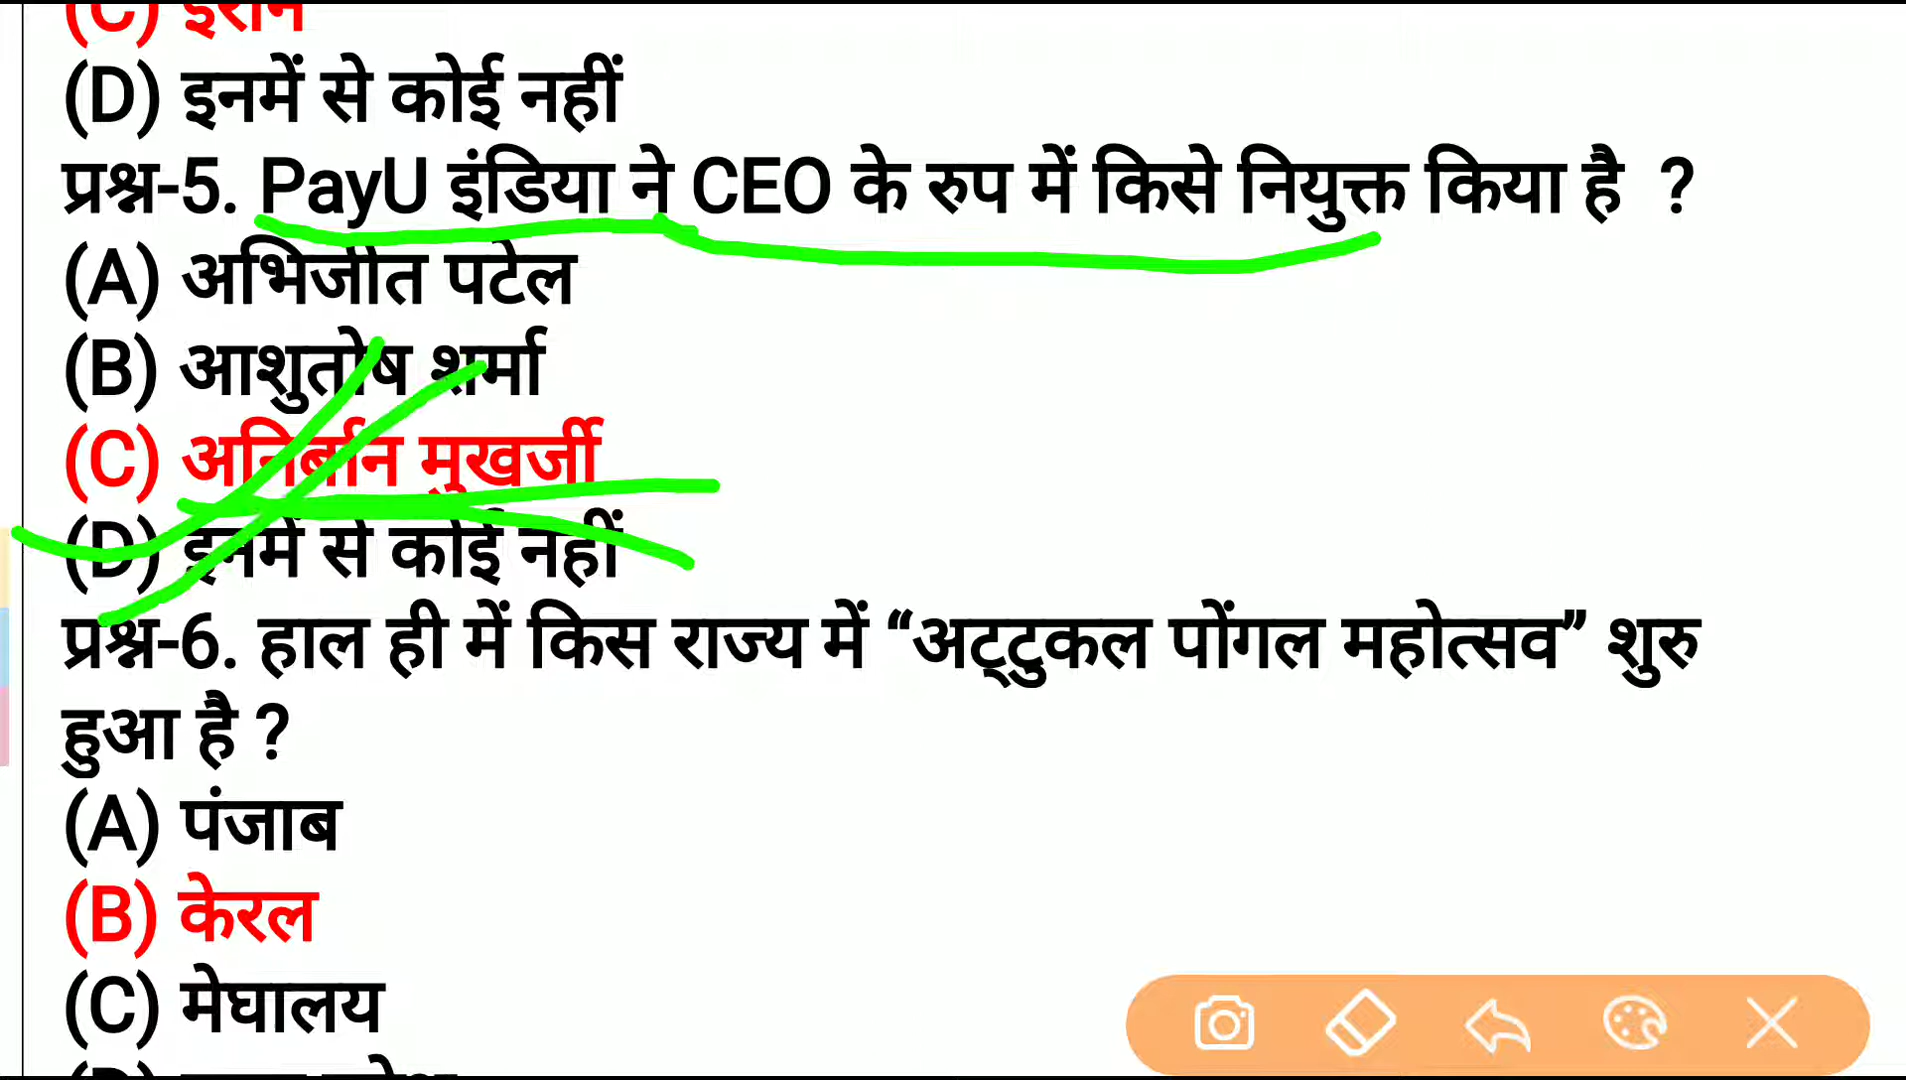 (C) ईरान
(D) इनमें से कोई नहीं
प्रश्न-5. PayU इंडिया ने CEO के रुप में किसे नियुक्त किया है ?
(A) अभिजीत पटेल
(B) आशुतोष शर्मा
(C) अनिर्बान मुखर्जी
(D) इनमें से कोई नहीं
प्रश्न-6. हाल ही में किस राज्य में “अट्टुकल पोंगल महोत्सव” शुरु
हुआ है ?
(A) पंजाब
(B) केरल
(C) मेघालय